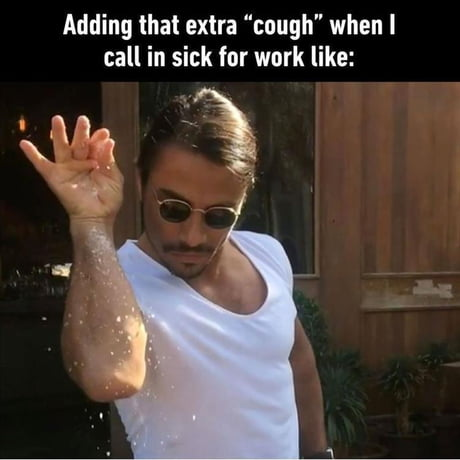 Adding that extra “cough” when I
call in sick for work like: